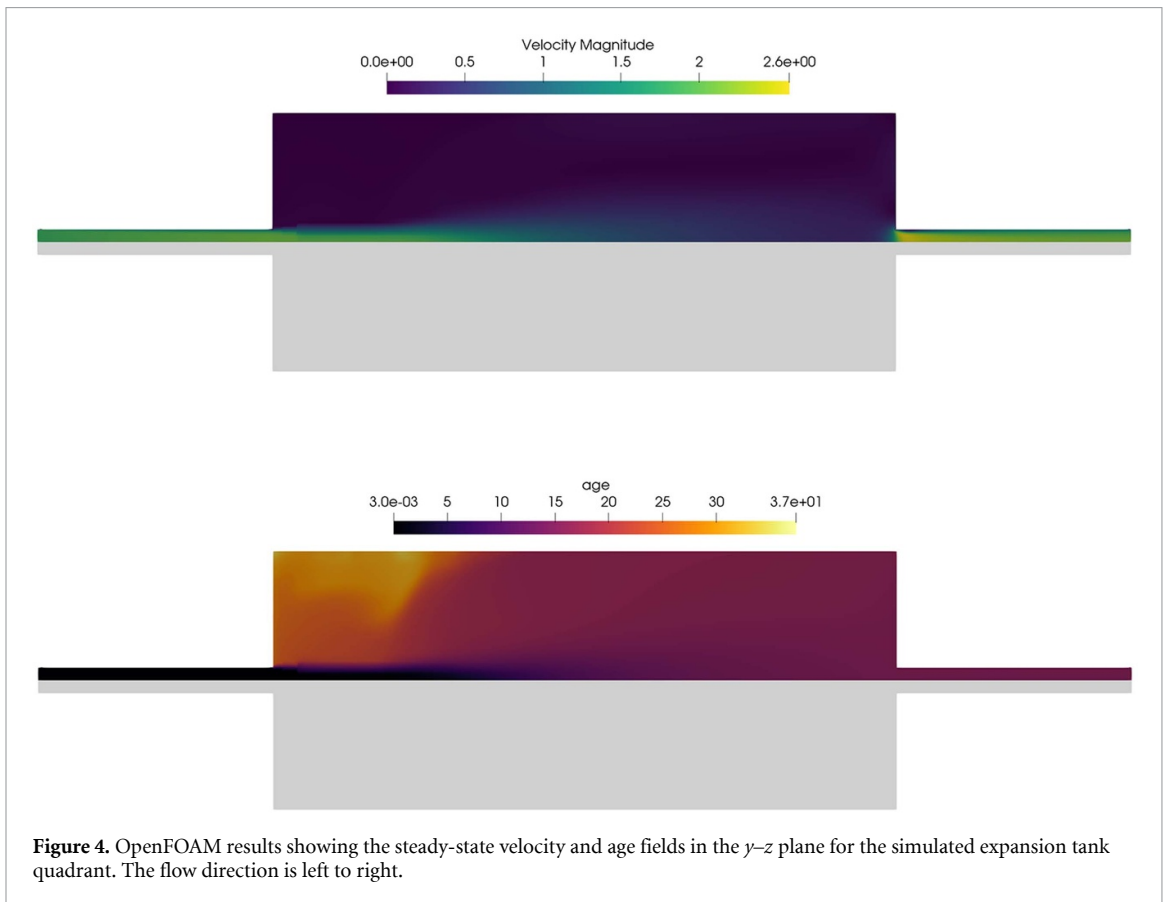 Velocity Magnitude
0.0e+00 0.5 1 1.5 2 2.6e+00
age
3.0e-03 5 10 15 20 25 30 3.7e+01
Figure 4. OpenFOAM results showing the steady-state velocity and age fields in the y–z plane for the simulated expansion tank
quadrant. The flow direction is left to right.